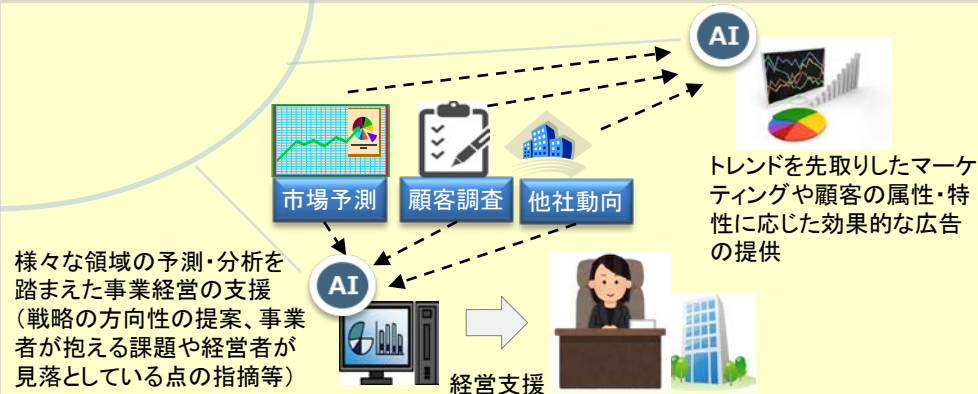 AI
市場予測
顧客調査
他社動向
トレンドを先取りしたマーケ
ティングや顧客の属性・特
性に応じた効果的な広告
の提供
様々な領域の予測・分析を
踏まえた事業経営の支援
（戦略の方向性の提案、事業
者が抱える課題や経営者が
見落としている点の指摘等）
AI
経営支援